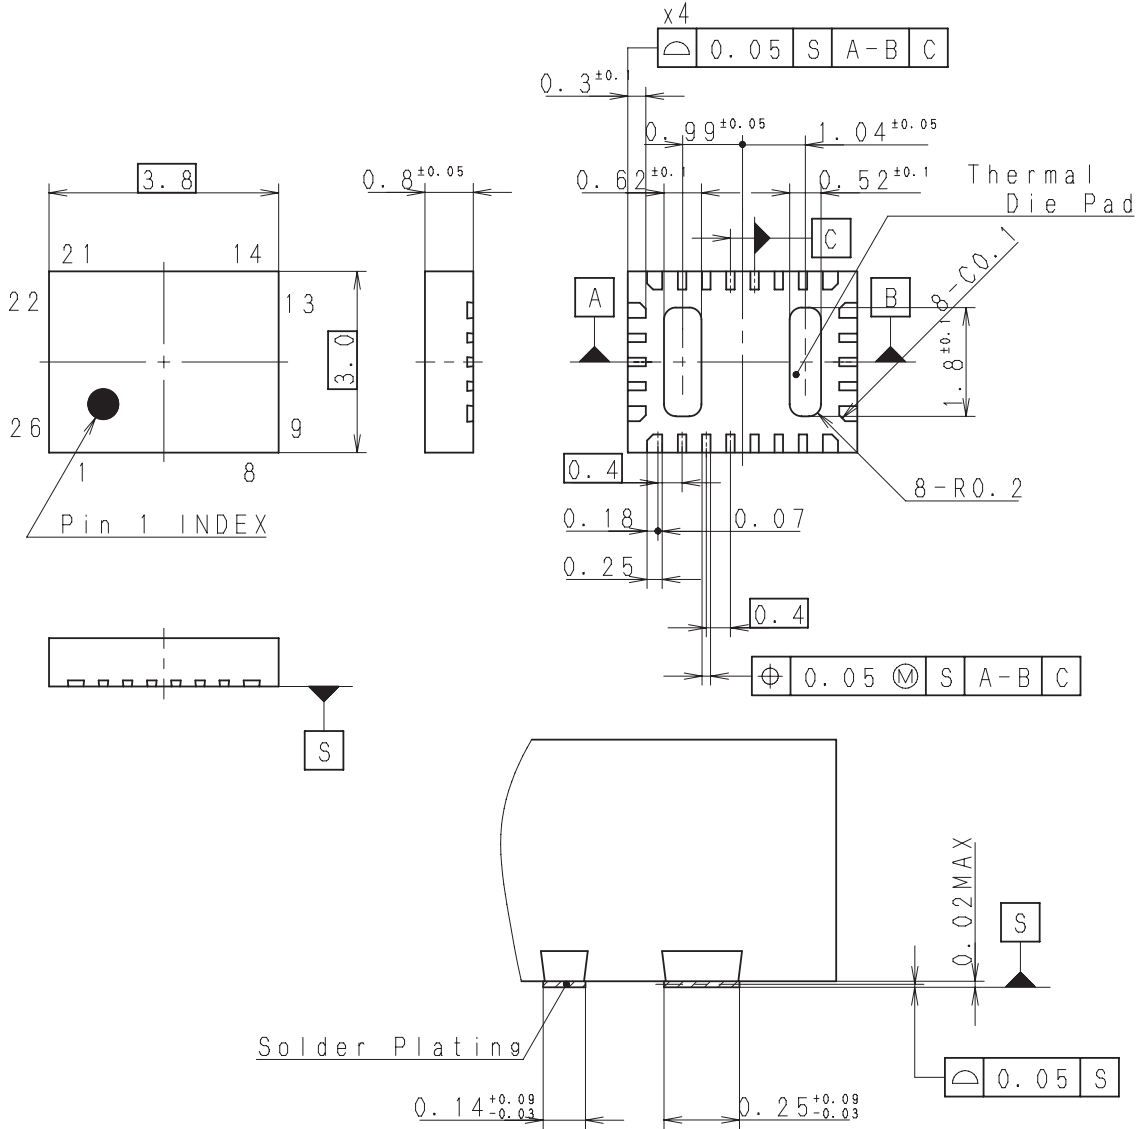 x4
⌓ 0.05 S A-B C
0.3±0.1
0.99±0.05
1.04±0.05
3.8
0.8±0.05
0.62±0.1
0.52±0.1
Thermal
Die Pad
C
21
14
22
13
A
B
8-C0.1
3.0
1.8±0.1
26
9
1
8
0.4
8-R0.2
Pin 1 INDEX
0.18
0.07
0.25
0.4
⌖ 0.05 Ⓜ S A-B C
S
0.02MAX
S
Solder Plating
⌓ 0.05 S
0.14+0.09-0.03
0.25+0.09-0.03